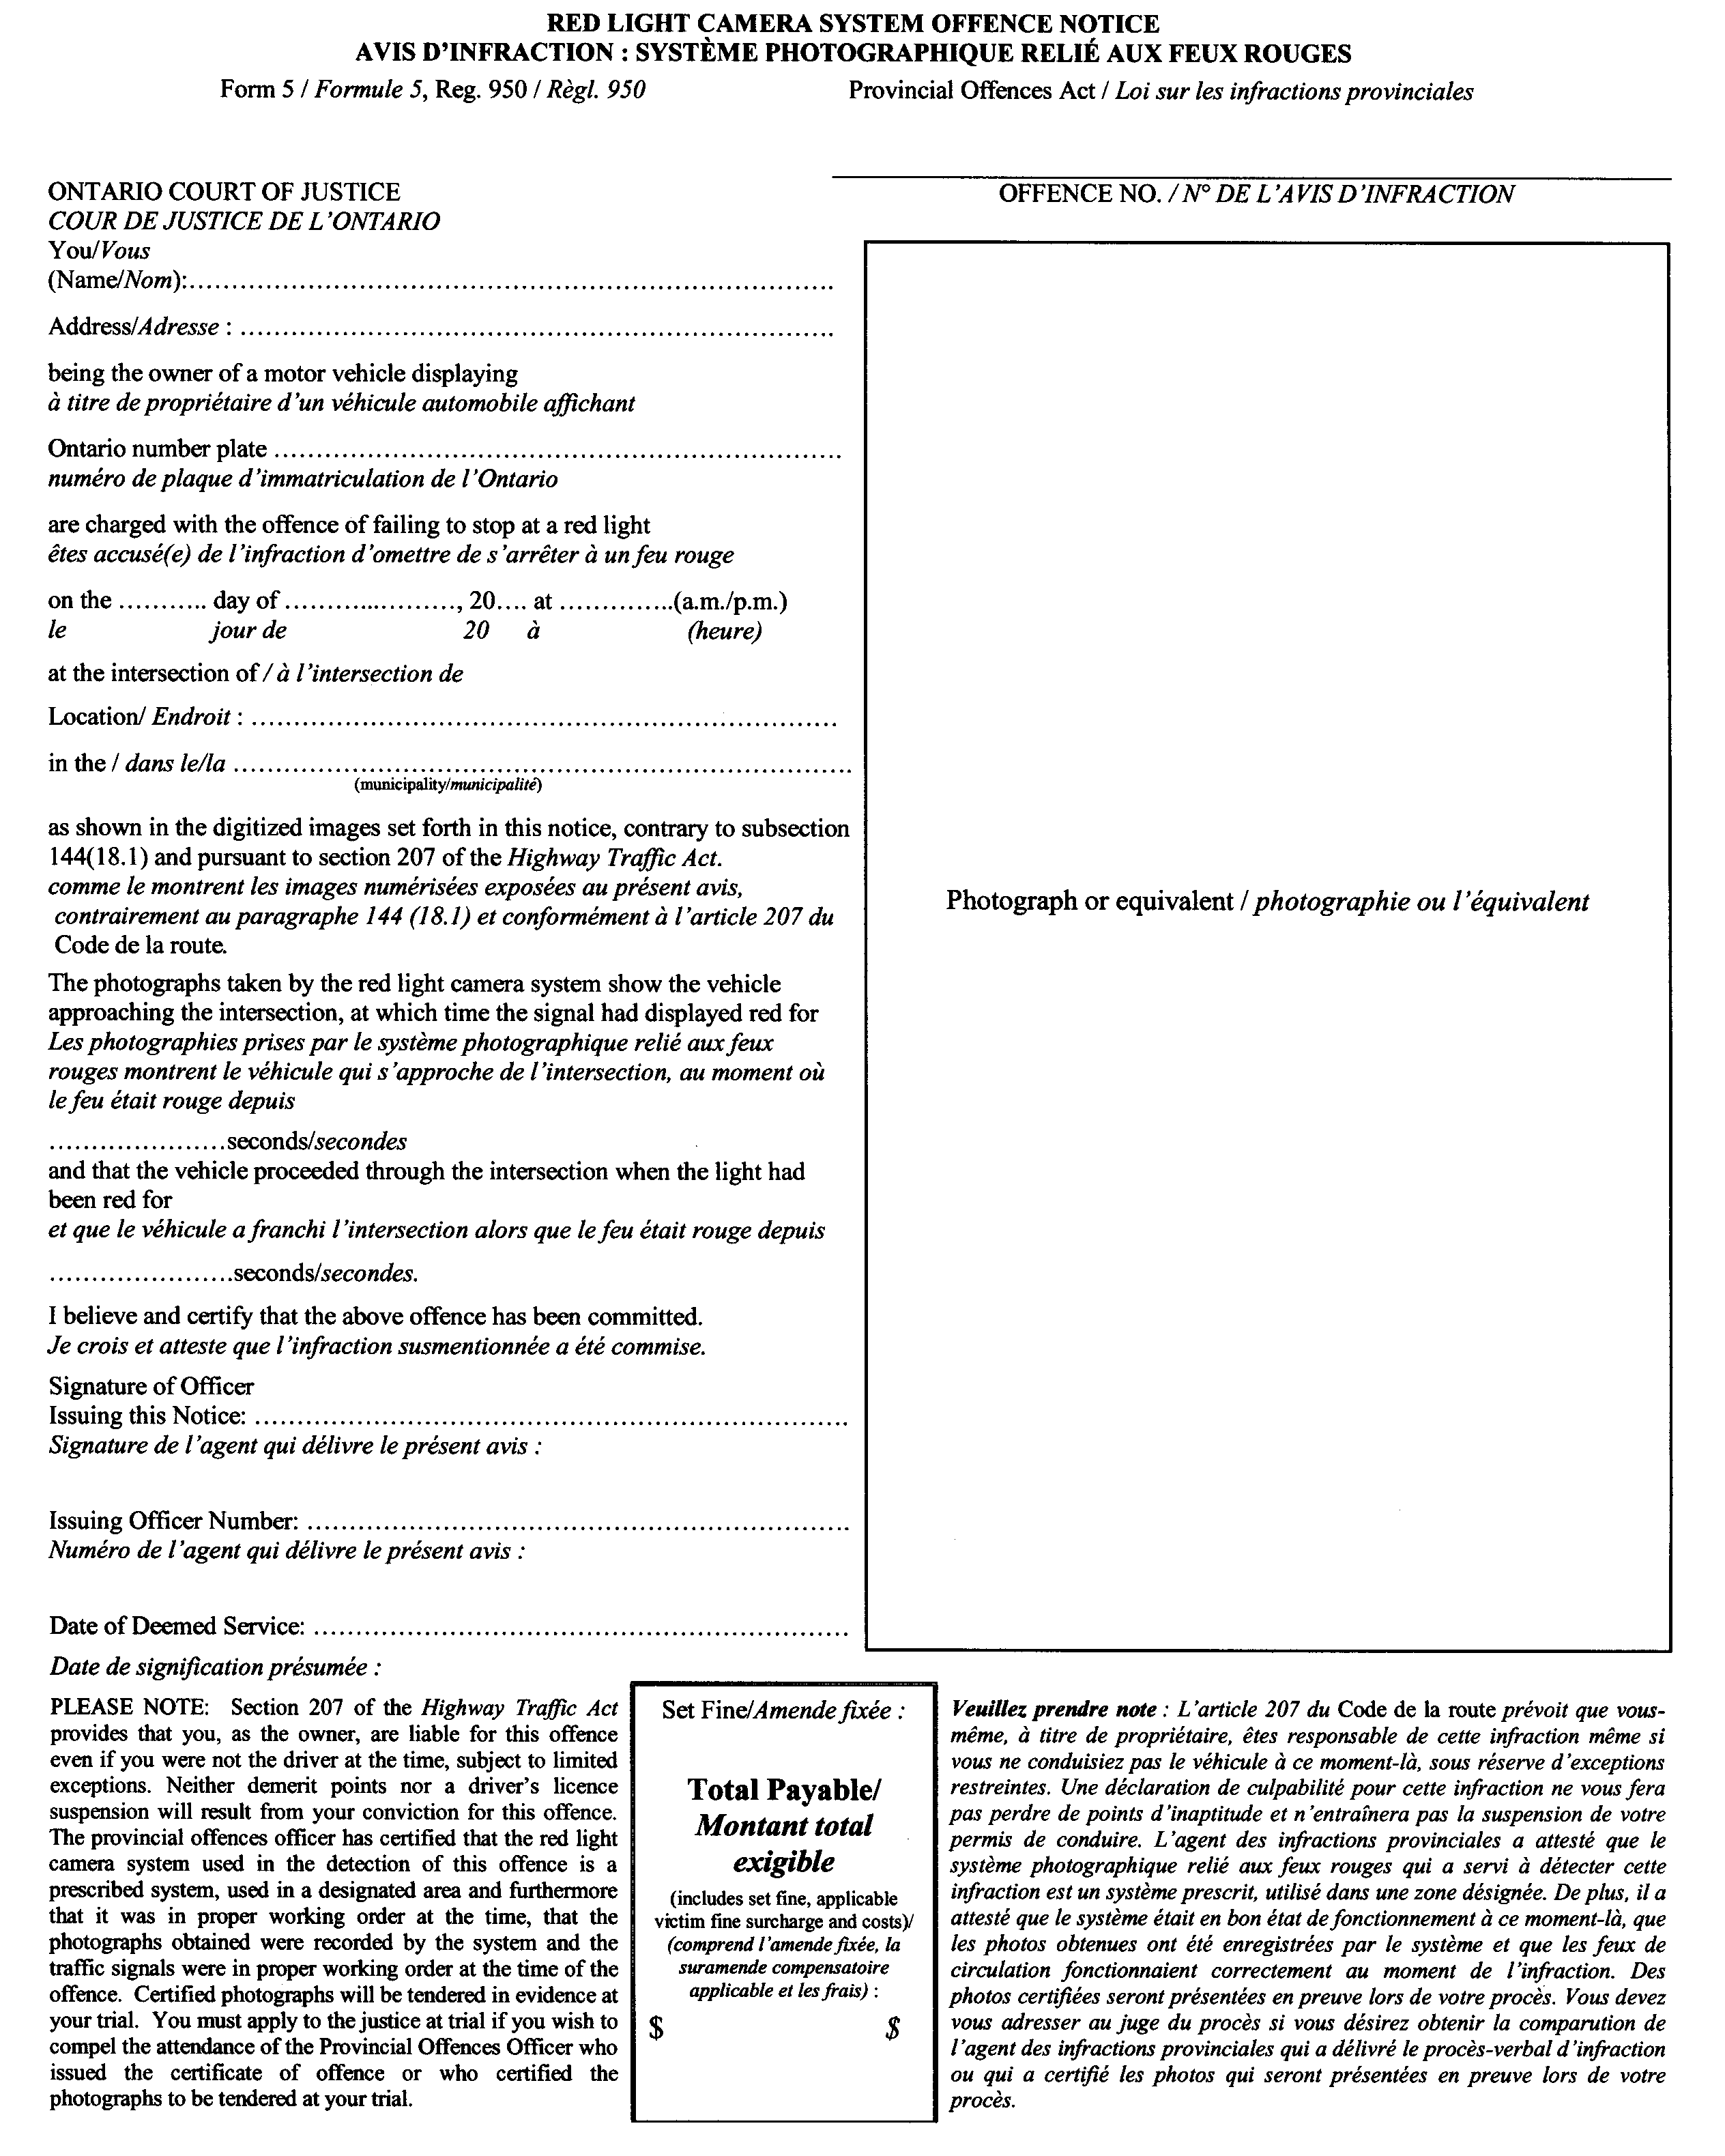 RED LIGHT CAMERA SYSTEM OFFENCE NOTICE
AVIS D'INFRACTION : SYSTÈME PHOTOGRAPHIQUE RELIÉ AUX FEUX ROUGES
Form 5 / Formule 5, Reg. 950 / Règl. 950
Provincial Offences Act / Loi sur les infractions provinciales
ONTARIO COURT OF JUSTICE
COUR DE JUSTICE DE L'ONTARIO
OFFENCE NO. / N° DE L'AVIS D'INFRACTION
You/Vous
(Name/Nom):..........................................................................
Address/Adresse : ......................................................................
being the owner of a motor vehicle displaying
à titre de propriétaire d'un véhicule automobile affichant
Ontario number plate ..................................................................
numéro de plaque d'immatriculation de l'Ontario
are charged with the offence of failing to stop at a red light
êtes accusé(e) de l'infraction d'omettre de s'arrêter à un feu rouge
on the ........... day of ....................., 20.... at ..............(a.m./p.m.)
le jour de 20 à (heure)
at the intersection of / à l'intersection de
Location/ Endroit : .....................................................................
in the / dans le/la ........................................................................
(municipality/municipalité)
as shown in the digitized images set forth in this notice, contrary to subsection
144(18.1) and pursuant to section 207 of the Highway Traffic Act.
comme le montrent les images numérisées exposées au présent avis,
contrairement au paragraphe 144 (18.1) et conformément à l'article 207 du
Code de la route.
The photographs taken by the red light camera system show the vehicle
approaching the intersection, at which time the signal had displayed red for
Les photographies prises par le système photographique relié aux feux
rouges montrent le véhicule qui s'approche de l'intersection, au moment où
le feu était rouge depuis
.....................seconds/secondes
and that the vehicle proceeded through the intersection when the light had
been red for
et que le véhicule a franchi l'intersection alors que le feu était rouge depuis
......................seconds/secondes.
I believe and certify that the above offence has been committed.
Je crois et atteste que l'infraction susmentionnée a été commise.
Signature of Officer
Issuing this Notice: ......................................................................
Signature de l'agent qui délivre le présent avis :
Issuing Officer Number: ................................................................
Numéro de l'agent qui délivre le présent avis :
Date of Deemed Service: ...............................................................
Date de signification présumée :
Photograph or equivalent / photographie ou l'équivalent
PLEASE NOTE: Section 207 of the Highway Traffic Act
provides that you, as the owner, are liable for this offence
even if you were not the driver at the time, subject to limited
exceptions. Neither demerit points nor a driver's licence
suspension will result from your conviction for this offence.
The provincial offences officer has certified that the red light
camera system used in the detection of this offence is a
prescribed system, used in a designated area and furthermore
that it was in proper working order at the time, that the
photographs obtained were recorded by the system and the
traffic signals were in proper working order at the time of the
offence. Certified photographs will be tendered in evidence at
your trial. You must apply to the justice at trial if you wish to
compel the attendance of the Provincial Offences Officer who
issued the certificate of offence or who certified the
photographs to be tendered at your trial.
Set Fine/Amende fixée :
Total Payable/
Montant total
exigible
(includes set fine, applicable
victim fine surcharge and costs)/
(comprend l'amende fixée, la
suramende compensatoire
applicable et les frais) :
$ $
Veuillez prendre note : L'article 207 du Code de la route prévoit que vous-
même, à titre de propriétaire, êtes responsable de cette infraction même si
vous ne conduisiez pas le véhicule à ce moment-là, sous réserve d'exceptions
restreintes. Une déclaration de culpabilité pour cette infraction ne vous fera
pas perdre de points d'inaptitude et n'entraînera pas la suspension de votre
permis de conduire. L'agent des infractions provinciales a attesté que le
système photographique relié aux feux rouges qui a servi à détecter cette
infraction est un système prescrit, utilisé dans une zone désignée. De plus, il a
attesté que le système était en bon état de fonctionnement à ce moment-là, que
les photos obtenues ont été enregistrées par le système et que les feux de
circulation fonctionnaient correctement au moment de l'infraction. Des
photos certifiées seront présentées en preuve lors de votre procès. Vous devez
vous adresser au juge du procès si vous désirez obtenir la comparution de
l'agent des infractions provinciales qui a délivré le procès-verbal d'infraction
ou qui a certifié les photos qui seront présentées en preuve lors de votre
procès.